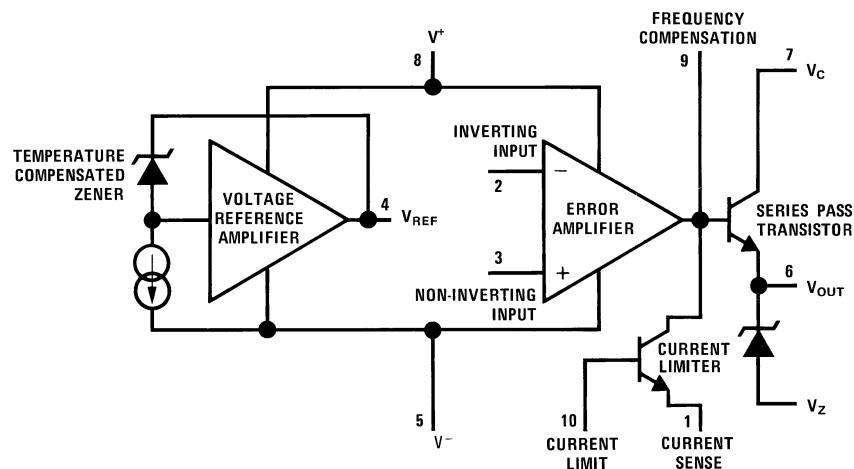 FREQUENCY
COMPENSATION
V+
8
9
7
VC
TEMPERATURE
COMPENSATED
ZENER
VOLTAGE
REFERENCE
AMPLIFIER
4
VREF
INVERTING
INPUT
2
−
ERROR
AMPLIFIER
3
+
NON-INVERTING
INPUT
SERIES PASS
TRANSISTOR
6
VOUT
CURRENT
LIMITER
VZ
5
V−
10
CURRENT
LIMIT
1
CURRENT
SENSE